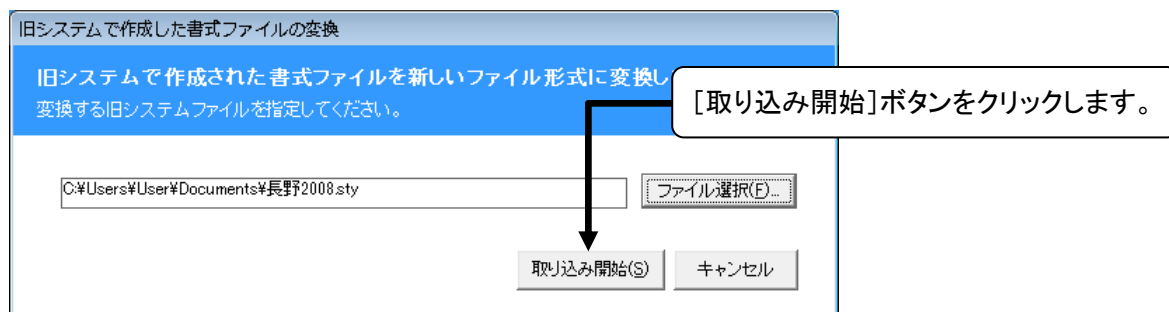 旧システムで作成した書式ファイルの変換
旧システムで作成された書式ファイルを新しいファイル形式に変換し
変換する旧システムファイルを指定してください。
[取り込み開始]ボタンをクリックします。
C:¥Users¥User¥Documents¥長野2008.sty
ファイル選択(F)...
取り込み開始(S)
キャンセル